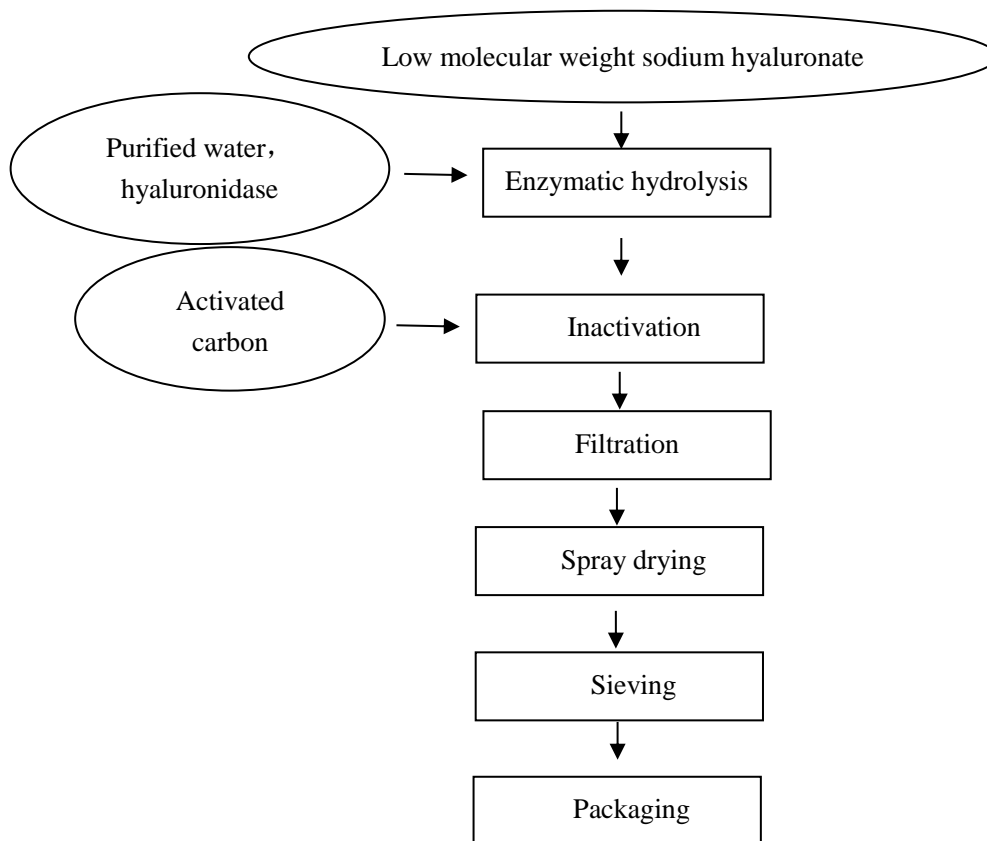 Low molecular weight sodium hyaluronate
Purified water，
hyaluronidase
Enzymatic hydrolysis
Activated
carbon
Inactivation
Filtration
Spray drying
Sieving
Packaging